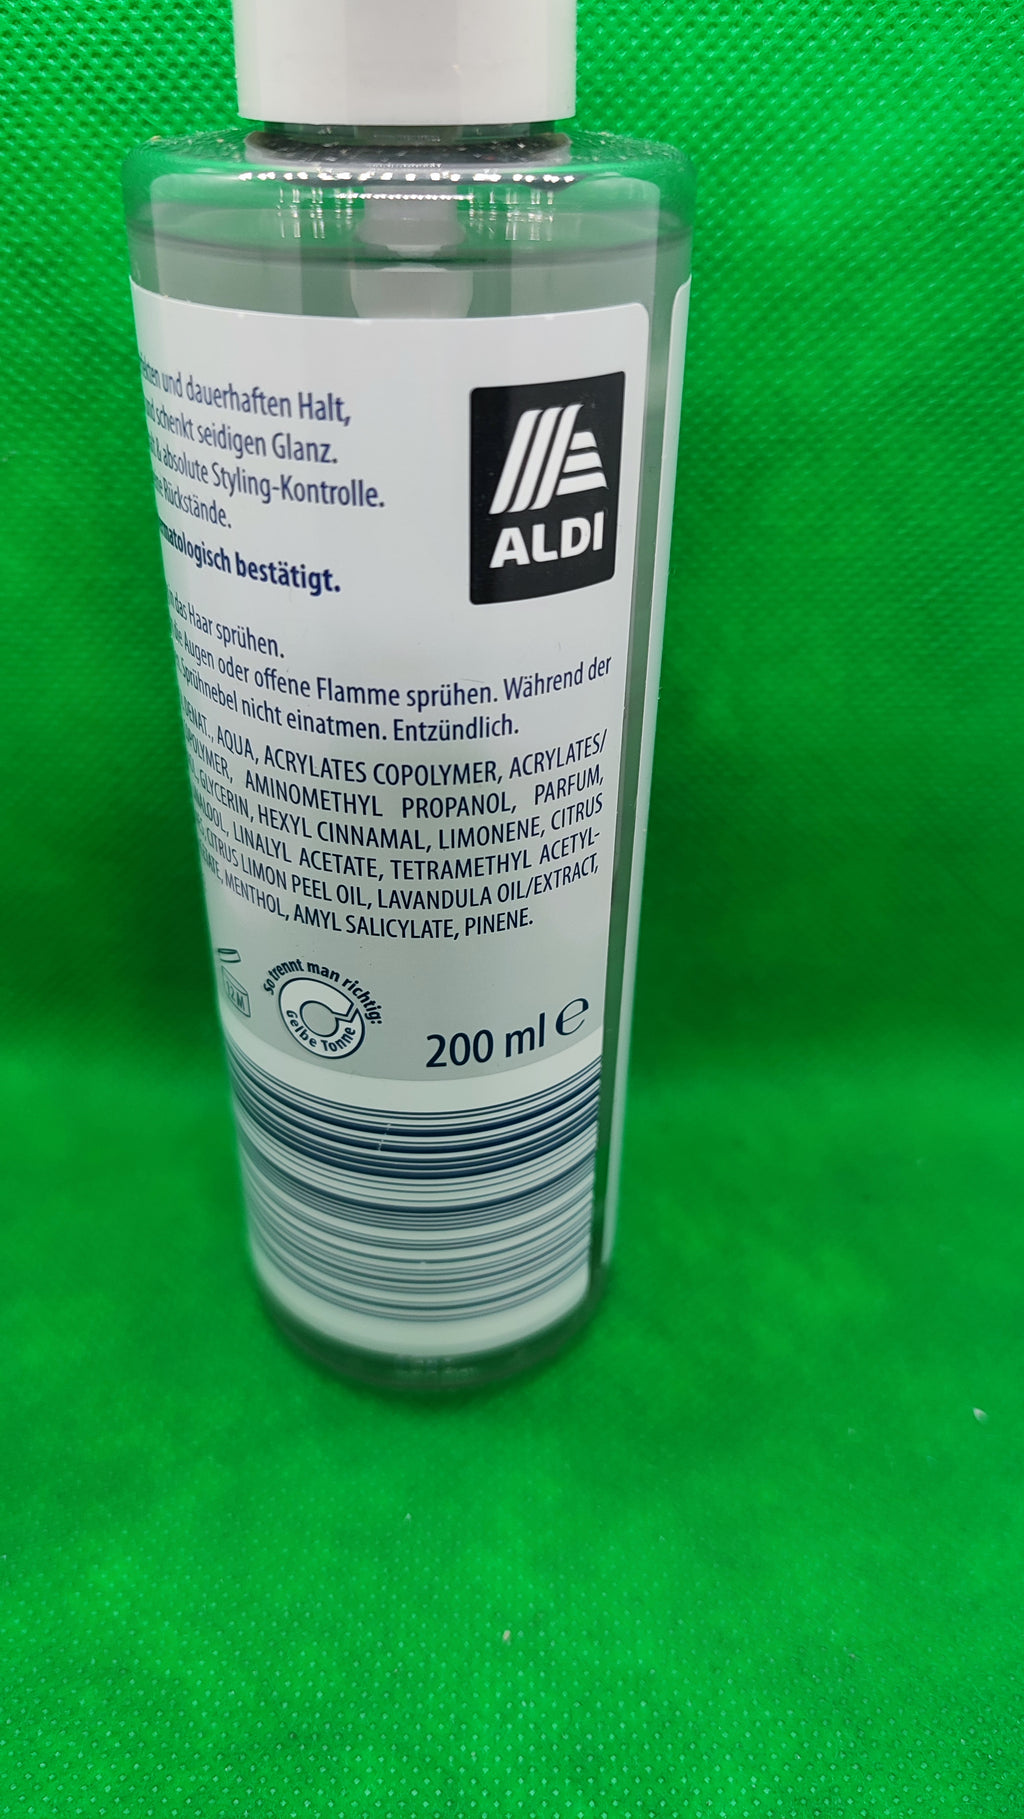 und dauerhaften Halt,
schenkt seidigen Glanz.
& absolute Styling-Kontrolle.
Rückstände.
bestätigt.
ALDI
das Haar sprühen.
Augen oder offene Flamme sprühen. Während der
Sprühnebel nicht einatmen. Entzündlich.
DENAT., AQUA, ACRYLATES COPOLYMER, ACRYLATES/
AMINOMETHYL PROPANOL, PARFUM,
GLYCERIN, HEXYL CINNAMAL, LIMONENE, CITRUS
LINALYL ACETATE, TETRAMETHYL ACETYL-
CITRUS LIMON PEEL OIL, LAVANDULA OIL/EXTRACT,
MENTHOL, AMYL SALICYLATE, PINENE.
12M
So trennt man richtig:
Gelbe Tonne
200 ml ℮